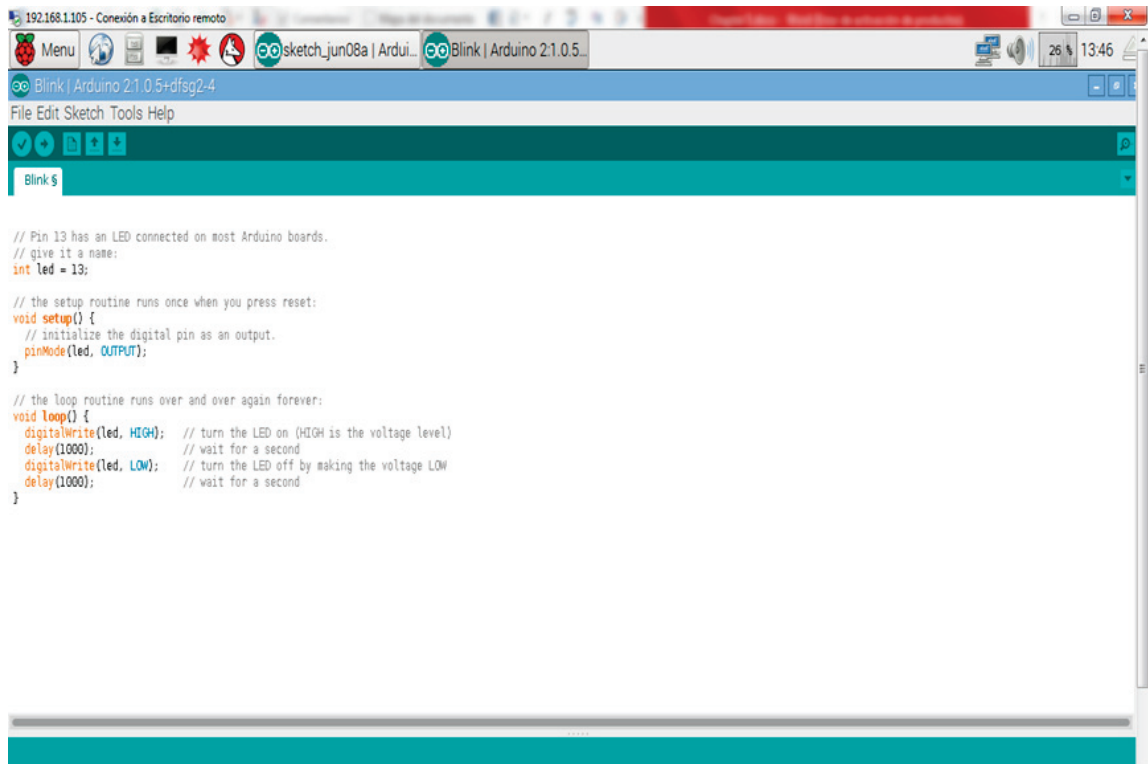 192.168.1.105 - Conexión a Escritorio remoto
Menu sketch_jun08a | Ardui... Blink | Arduino 2:1.0.5... 26 % 13:46
Blink | Arduino 2:1.0.5+dfsg2-4
File Edit Sketch Tools Help
Blink §
// Pin 13 has an LED connected on most Arduino boards.
// give it a name:
int led = 13;
// the setup routine runs once when you press reset:
void setup() {
// initialize the digital pin as an output.
pinMode(led, OUTPUT);
}
// the loop routine runs over and over again forever:
void loop() {
digitalWrite(led, HIGH); // turn the LED on (HIGH is the voltage level)
delay(1000); // wait for a second
digitalWrite(led, LOW); // turn the LED off by making the voltage LOW
delay(1000); // wait for a second
}